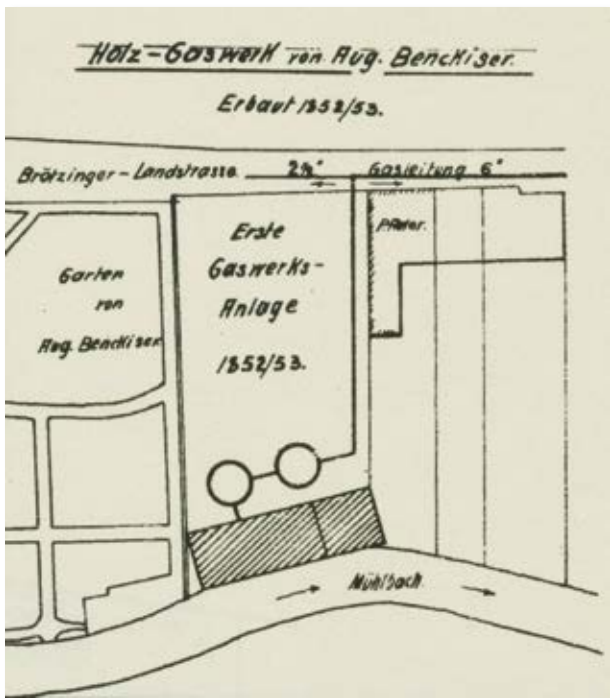 Holz-Gaswerk von Aug. Benckiser.
Erbaut 1852/53.
Brötzinger-Landstrasse. 2½" Gasleitung 6"
Erste
Gaswerks-
Anlage
1852/53.
Garten
von
Aug. Benckiser
Mühlbach.